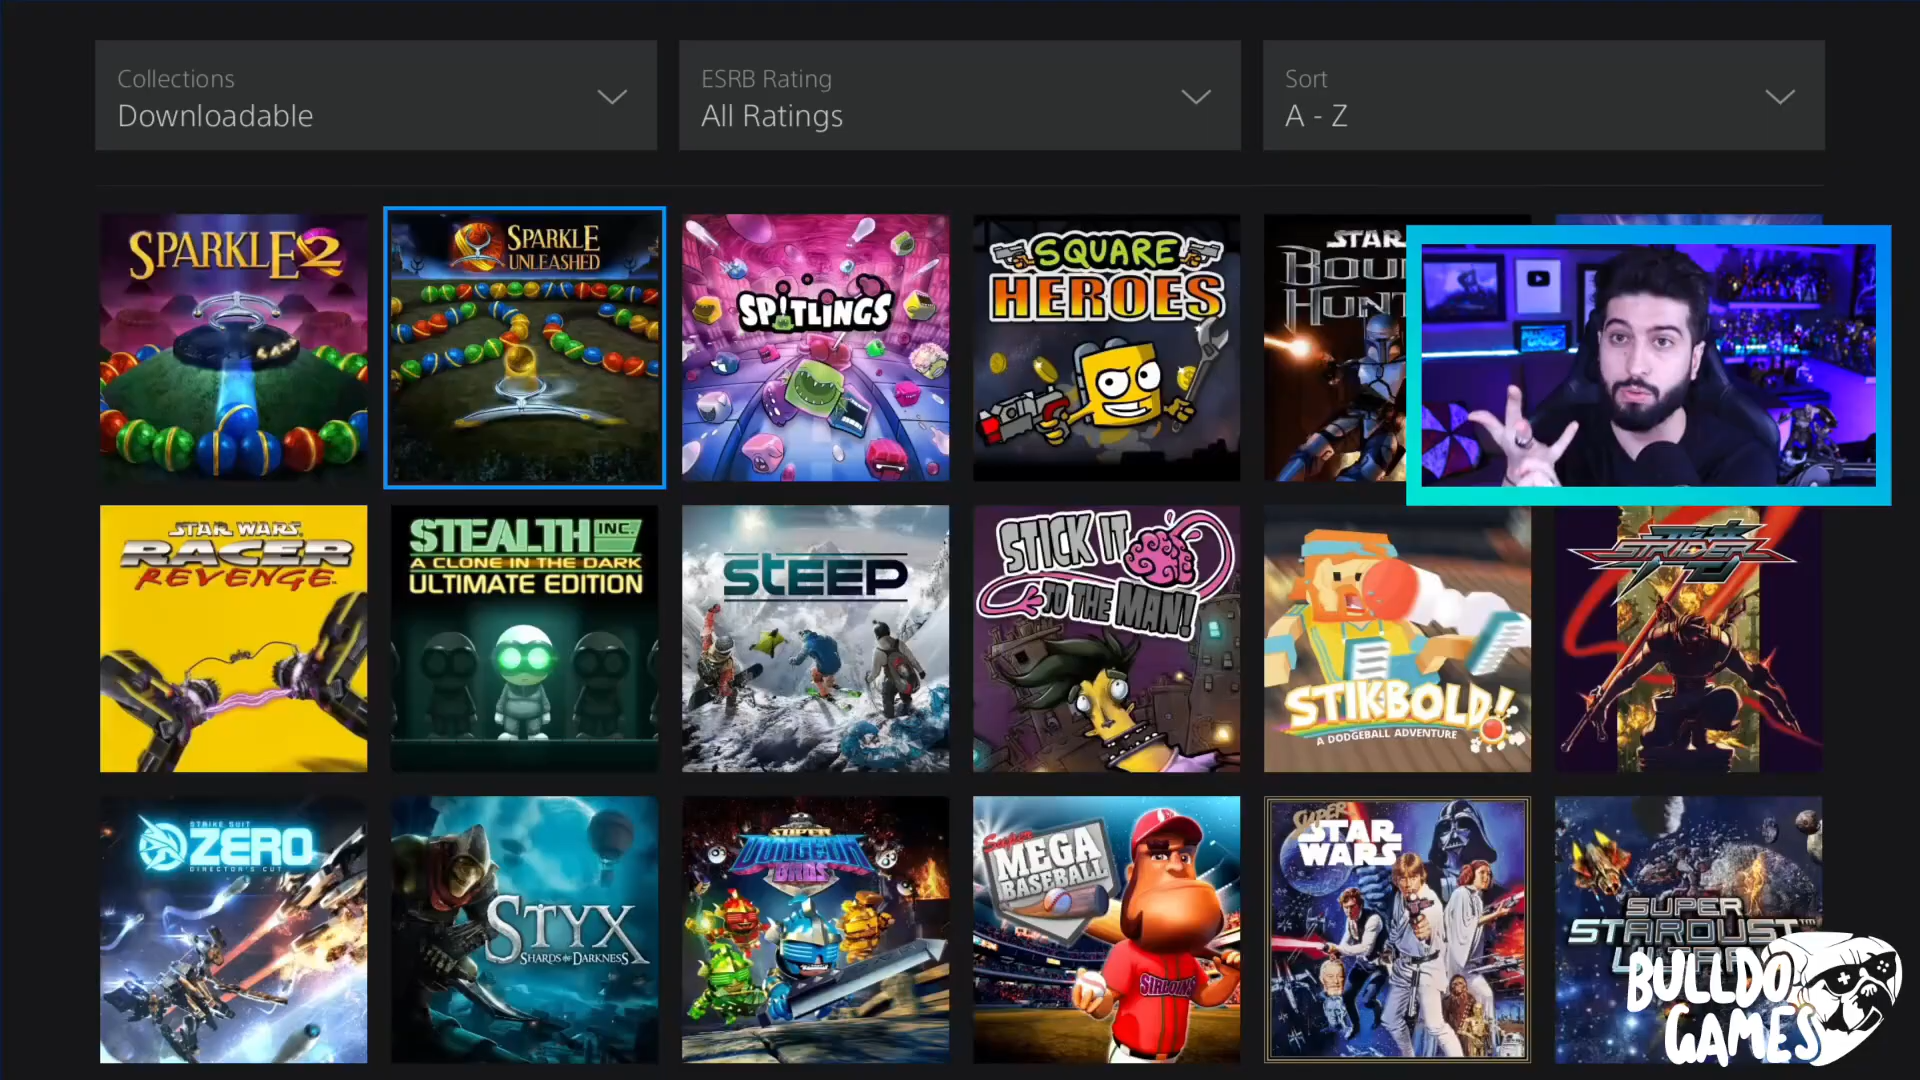 Collections
Downloadable
ESRB Rating
All Ratings
Sort
A - Z
SPARKLE 2
SPARKLE
UNLEASHED
SPITLINGS
SQUARE
HEROES
STAR
STAR WARS
RACER
REVENGE
STEALTH INC.
A CLONE IN THE DARK
ULTIMATE EDITION
STEEP
STICK IT
TO THE MAN!
STIKBOLD!
A DODGEBALL ADVENTURE
STRIDER
STRIKE SUIT
ZERO
DIRECTOR'S CUT
STYX
SHARDS OF DARKNESS
SUPER
DUNGEON
BROS
Super
MEGA
BASEBALL
SIRLOINS
SUPER
STAR
WARS
SUPER
STARDUST
BULLDO
GAMES